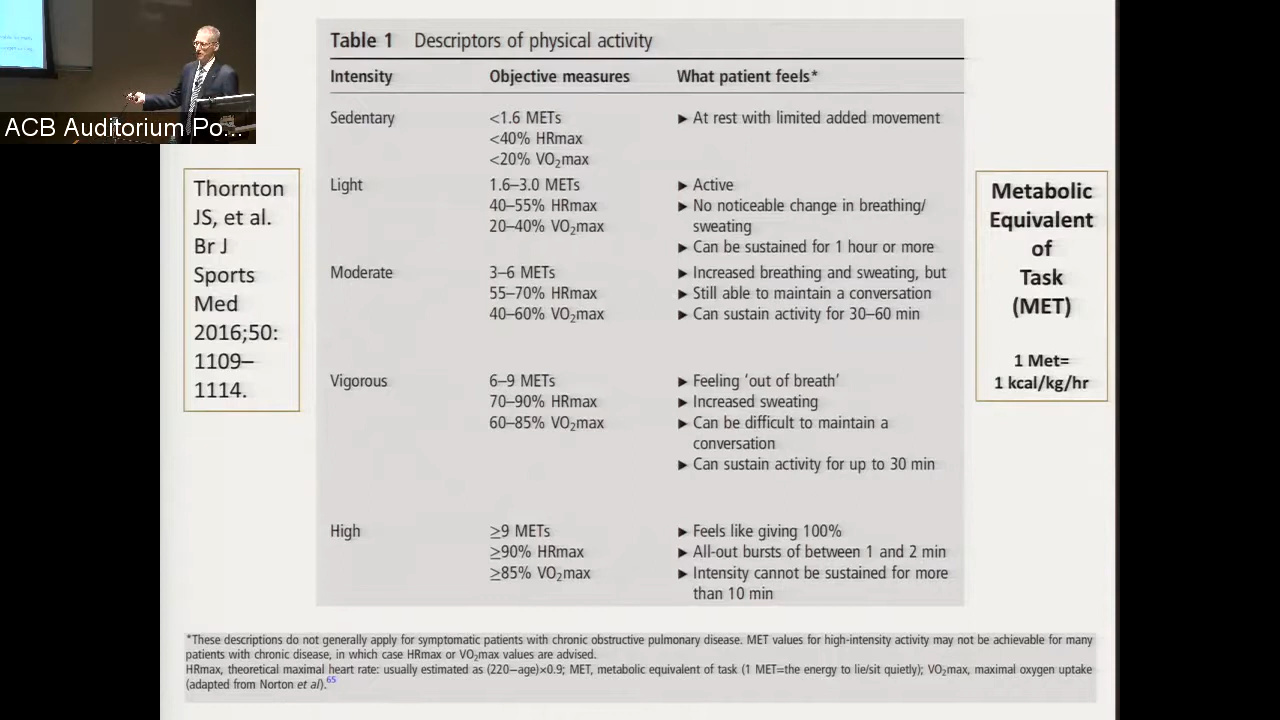 ACB Auditorium Po...
Thornton
JS, et al.
Br J
Sports
Med
2016;50:
1109–
1114.
Table 1 Descriptors of physical activity
Intensity Objective measures What patient feels*
Sedentary <1.6 METs ► At rest with limited added movement
<40% HRmax
<20% VO₂max
Light 1.6–3.0 METs ► Active
40–55% HRmax ► No noticeable change in breathing/
20–40% VO₂max sweating
► Can be sustained for 1 hour or more
Moderate 3–6 METs ► Increased breathing and sweating, but
55–70% HRmax ► Still able to maintain a conversation
40–60% VO₂max ► Can sustain activity for 30–60 min
Vigorous 6–9 METs ► Feeling ‘out of breath’
70–90% HRmax ► Increased sweating
60–85% VO₂max ► Can be difficult to maintain a
conversation
► Can sustain activity for up to 30 min
High ≥9 METs ► Feels like giving 100%
≥90% HRmax ► All-out bursts of between 1 and 2 min
≥85% VO₂max ► Intensity cannot be sustained for more
than 10 min
Metabolic
Equivalent
of
Task
(MET)
1 Met=
1 kcal/kg/hr
*These descriptions do not generally apply for symptomatic patients with chronic obstructive pulmonary disease. MET values for high-intensity activity may not be achievable for many
patients with chronic disease, in which case HRmax or VO₂max values are advised.
HRmax, theoretical maximal heart rate: usually estimated as (220−age)×0.9; MET, metabolic equivalent of task (1 MET=the energy to lie/sit quietly); VO₂max, maximal oxygen uptake
(adapted from Norton et al).⁶⁵